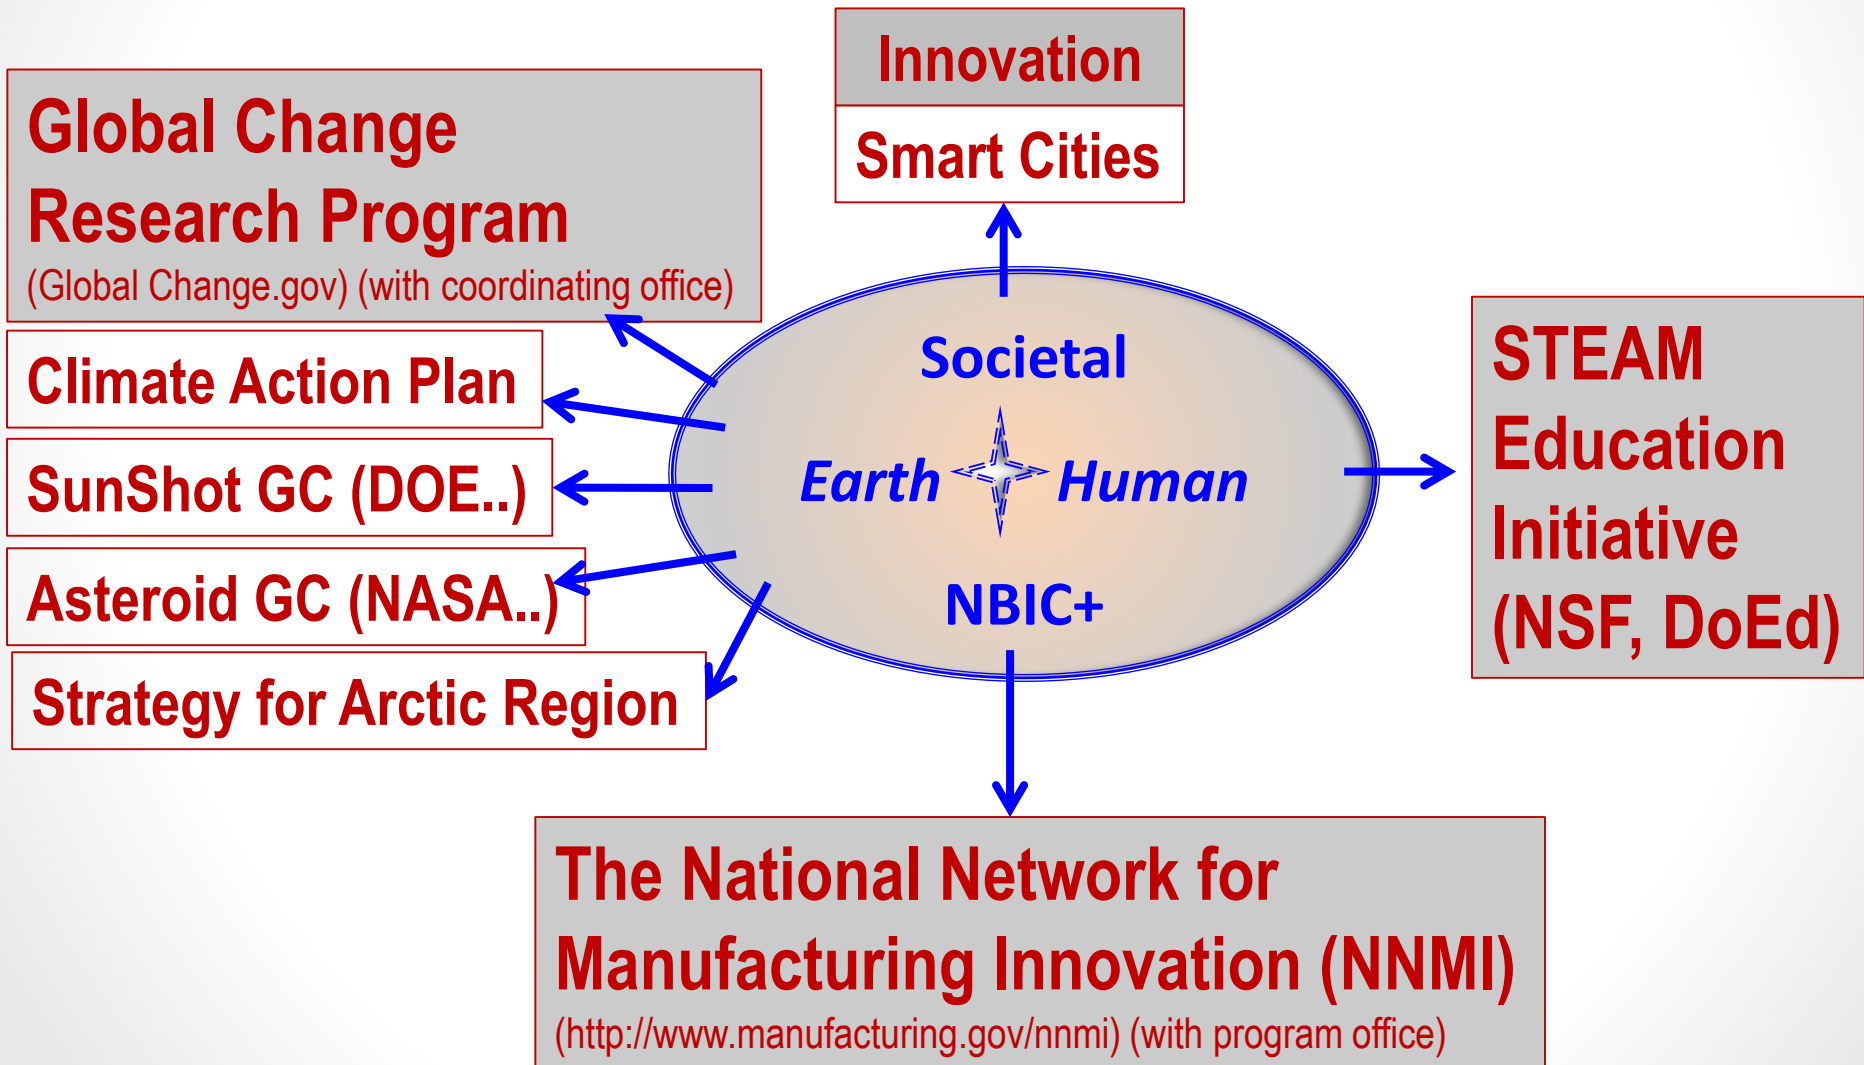 Innovation
Smart Cities
Global Change
Research Program
(Global Change.gov) (with coordinating office)
Climate Action Plan
SunShot GC (DOE..)
Asteroid GC (NASA..)
Strategy for Arctic Region
Societal
Earth Human
NBIC+
STEAM
Education
Initiative
(NSF, DoEd)
The National Network for
Manufacturing Innovation (NNMI)
(http://www.manufacturing.gov/nnmi) (with program office)